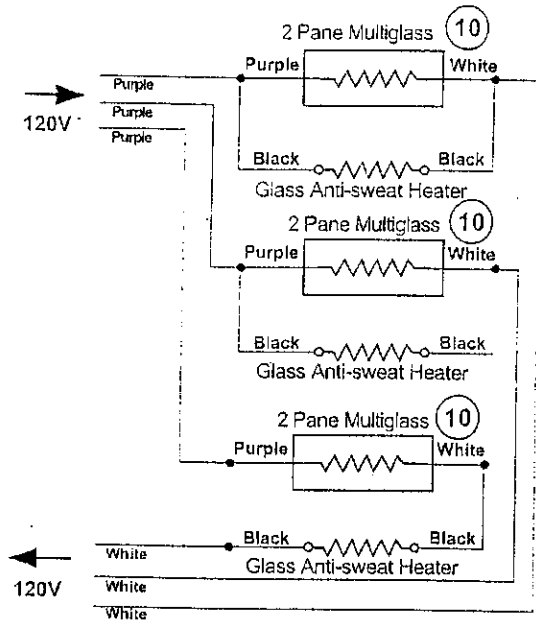 2 Pane Multiglass 10
Purple White
Purple
120V
Purple
Purple
Black Black
Glass Anti-sweat Heater
2 Pane Multiglass 10
Purple White
Black Black
Glass Anti-sweat Heater
2 Pane Multiglass 10
Purple White
Black Black
White
Glass Anti-sweat Heater
120V
White
White